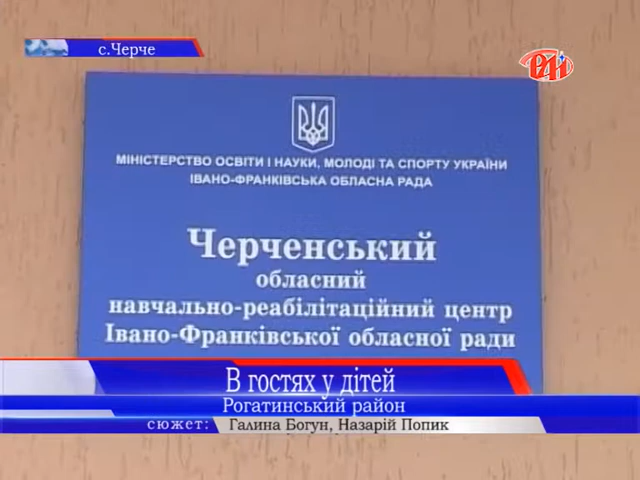 с.Черче
РАІ
МІНІСТЕРСТВО ОСВІТИ І НАУКИ, МОЛОДІ ТА СПОРТУ УКРАЇНИ
ІВАНО-ФРАНКІВСЬКА ОБЛАСНА РАДА
Черченський
обласний
навчально-реабілітаційний центр
Івано-Франківської обласної ради
В гостях у дітей
Рогатинський район
сюжет: Галина Богун, Назарій Попик